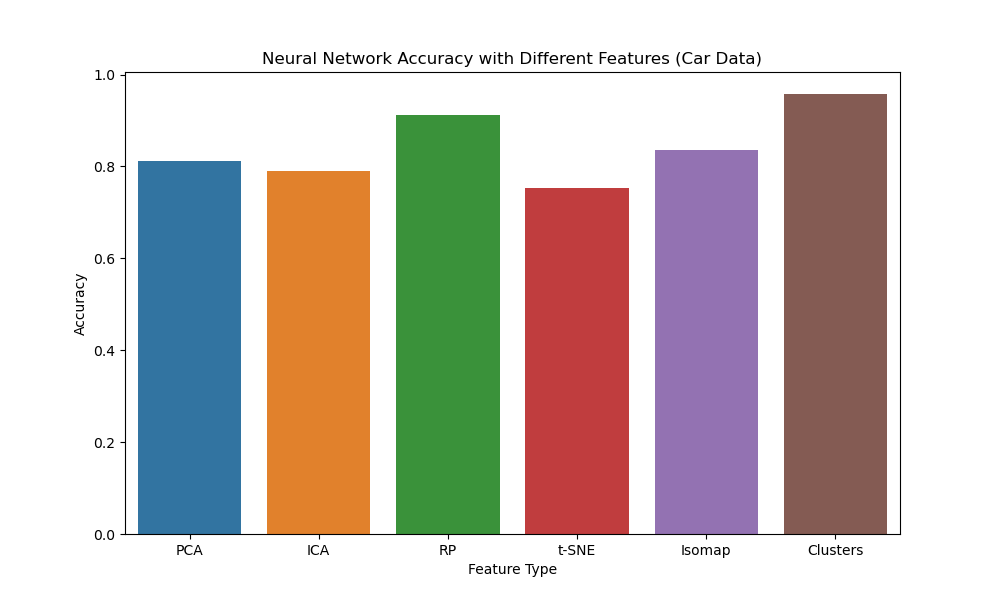 Neural Network Accuracy with Different Features (Car Data)
1.0
0.8
0.6
0.4
0.2
0.0
Accuracy
PCA ICA RP t-SNE Isomap Clusters
Feature Type